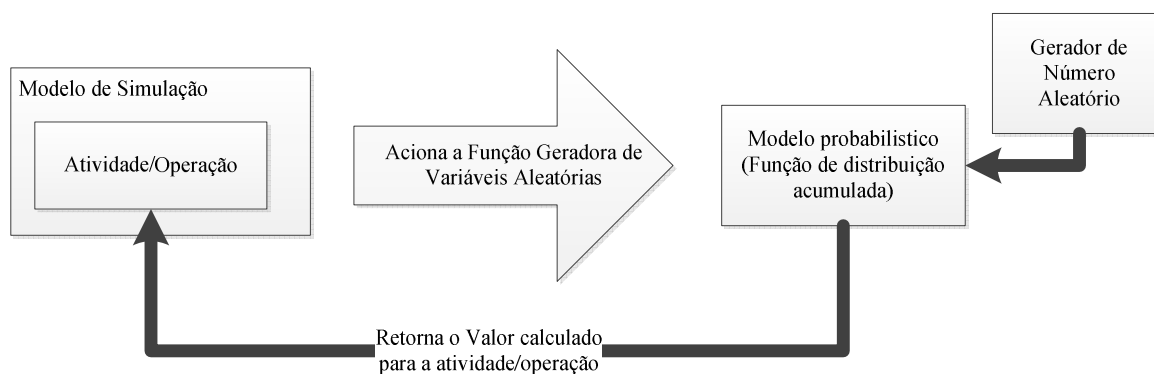 Modelo de Simulação
Atividade/Operação
Aciona a Função Geradora de
Variáveis Aleatórias
Modelo probabilistico
(Função de distribuição
acumulada)
Gerador de
Número
Aleatório
Retorna o Valor calculado
para a atividade/operação